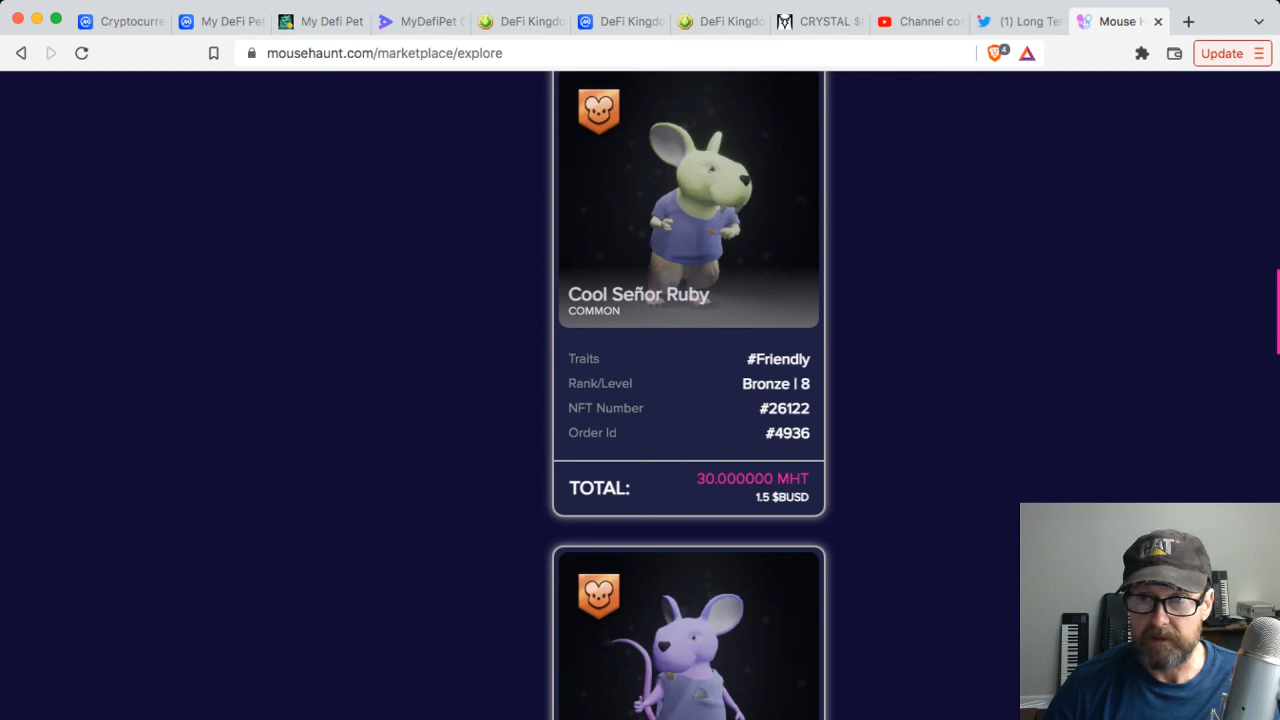 Cryptocurre
My DeFi Pet
My Defi Pet
MyDefiPet
DeFi Kingdo
DeFi Kingdo
DeFi Kingdo
CRYSTAL $
Channel co
(1) Long Te
Mouse H
mousehaunt.com/marketplace/explore
4
Update
Cool Señor Ruby
COMMON
Traits
#Friendly
Rank/Level
Bronze | 8
NFT Number
#26122
Order Id
#4936
TOTAL:
30.000000 MHT
1.5 $BUSD
CAT